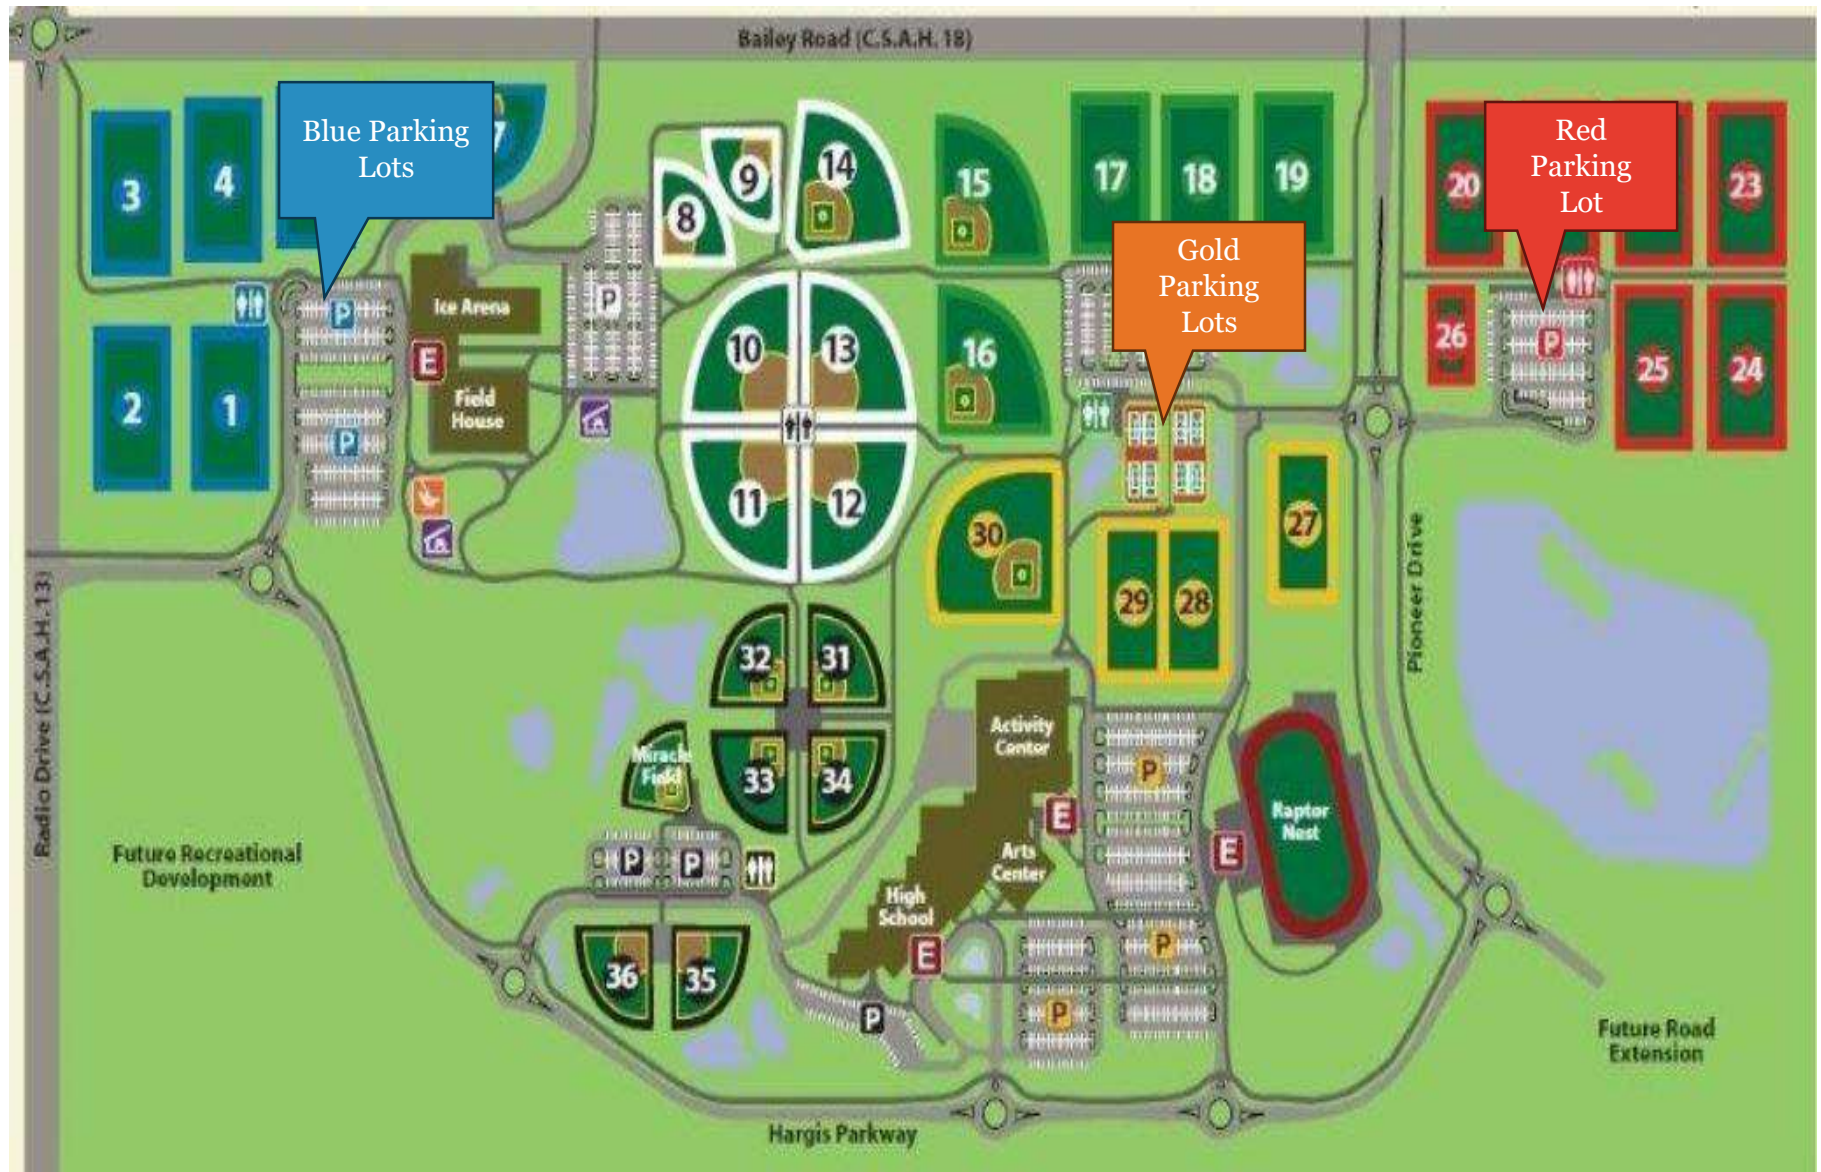 Bailey Road (C.S.A.H. 18)
Blue Parking
Lots
Red
Parking
Lot
Gold
Parking
Lots
3
4
7
8
9
14
15
17
18
19
20
23
Ice Arena
P
P
E
Field
House
P
10
13
16
26
P
25
24
2
1
P
11
12
30
27
29
28
Radio Drive (C.S.A.H. 13)
Pioneer Drive
32
31
33
34
Miracle
Field
Activity
Center
P
E
Raptor
Nest
E
Arts
Center
High
School
E
P
P
P
P
P
36
35
Future Recreational
Development
Future Road
Extension
Hargis Parkway